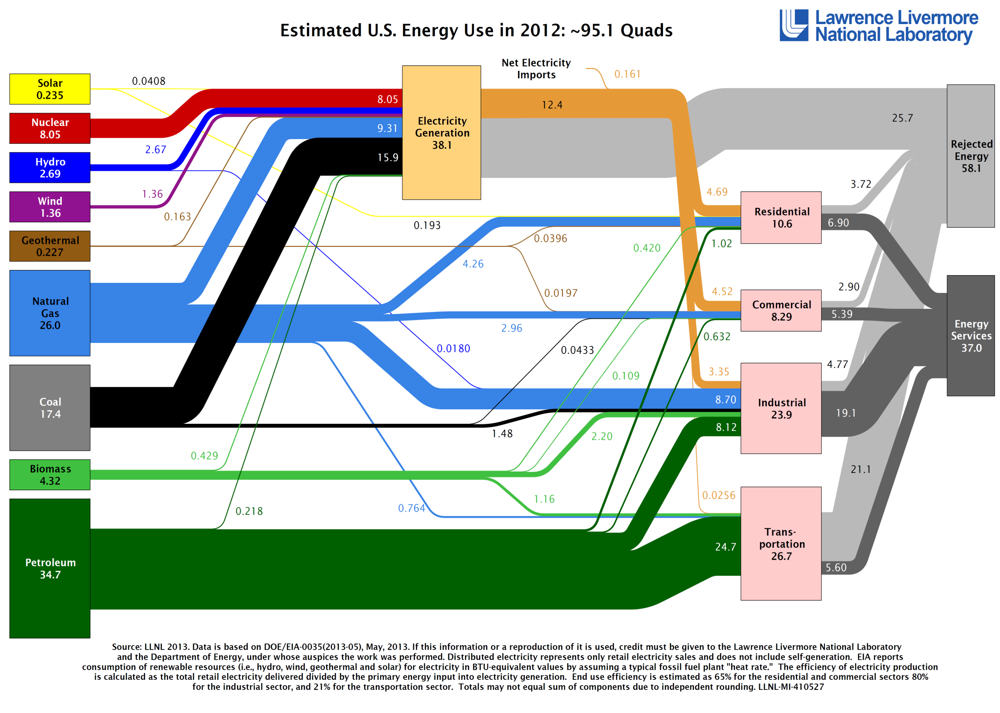 Lawrence Livermore
National Laboratory
Estimated U.S. Energy Use in 2012: ~95.1 Quads
Net Electricity
Imports
0.161
Solar
0.235
0.0408
Nuclear
8.05
8.05
Hydro
2.69
2.67
Wind
1.36
1.36
Geothermal
0.227
0.163
Natural
Gas
26.0
9.31
Coal
17.4
15.9
Biomass
4.32
0.429
Petroleum
34.7
0.218
Electricity
Generation
38.1
12.4
25.7
0.193
0.0396
4.26
0.0197
2.96
0.0180
0.0433
1.48
0.420
0.109
2.20
1.16
0.764
4.69
1.02
4.52
0.632
3.35
8.70
8.12
0.0256
24.7
Residential
10.6
3.72
6.90
Commercial
8.29
2.90
5.39
Industrial
23.9
4.77
19.1
Trans-
portation
26.7
21.1
5.60
Rejected
Energy
58.1
Energy
Services
37.0
Source: LLNL 2013. Data is based on DOE/EIA-0035(2013-05), May, 2013. If this information or a reproduction of it is used, credit must be given to the Lawrence Livermore National Laboratory
and the Department of Energy, under whose auspices the work was performed. Distributed electricity represents only retail electricity sales and does not include self-generation. EIA reports
consumption of renewable resources (i.e., hydro, wind, geothermal and solar) for electricity in BTU-equivalent values by assuming a typical fossil fuel plant "heat rate." The efficiency of electricity production
is calculated as the total retail electricity delivered divided by the primary energy input into electricity generation. End use efficiency is estimated as 65% for the residential and commercial sectors 80%
for the industrial sector, and 21% for the transportation sector. Totals may not equal sum of components due to independent rounding. LLNL-MI-410527